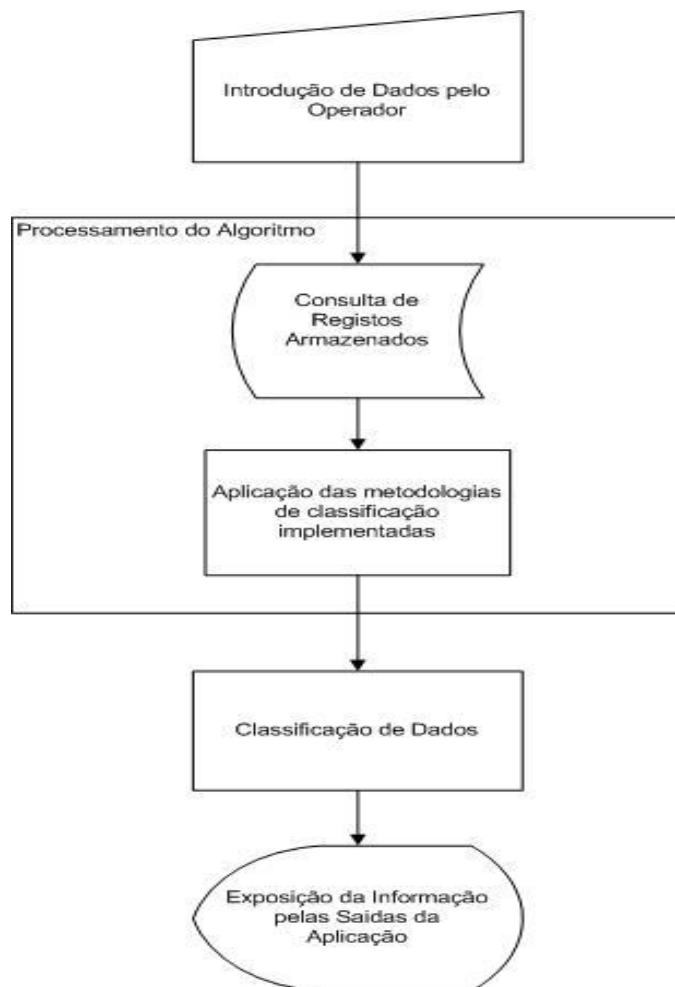 Introdução de Dados pelo
Operador
Processamento do Algoritmo
Consulta de
Registos
Armazenados
Aplicação das metodologias
de classificação
implementadas
Classificação de Dados
Exposição da Informação
pelas Saidas da
Aplicação